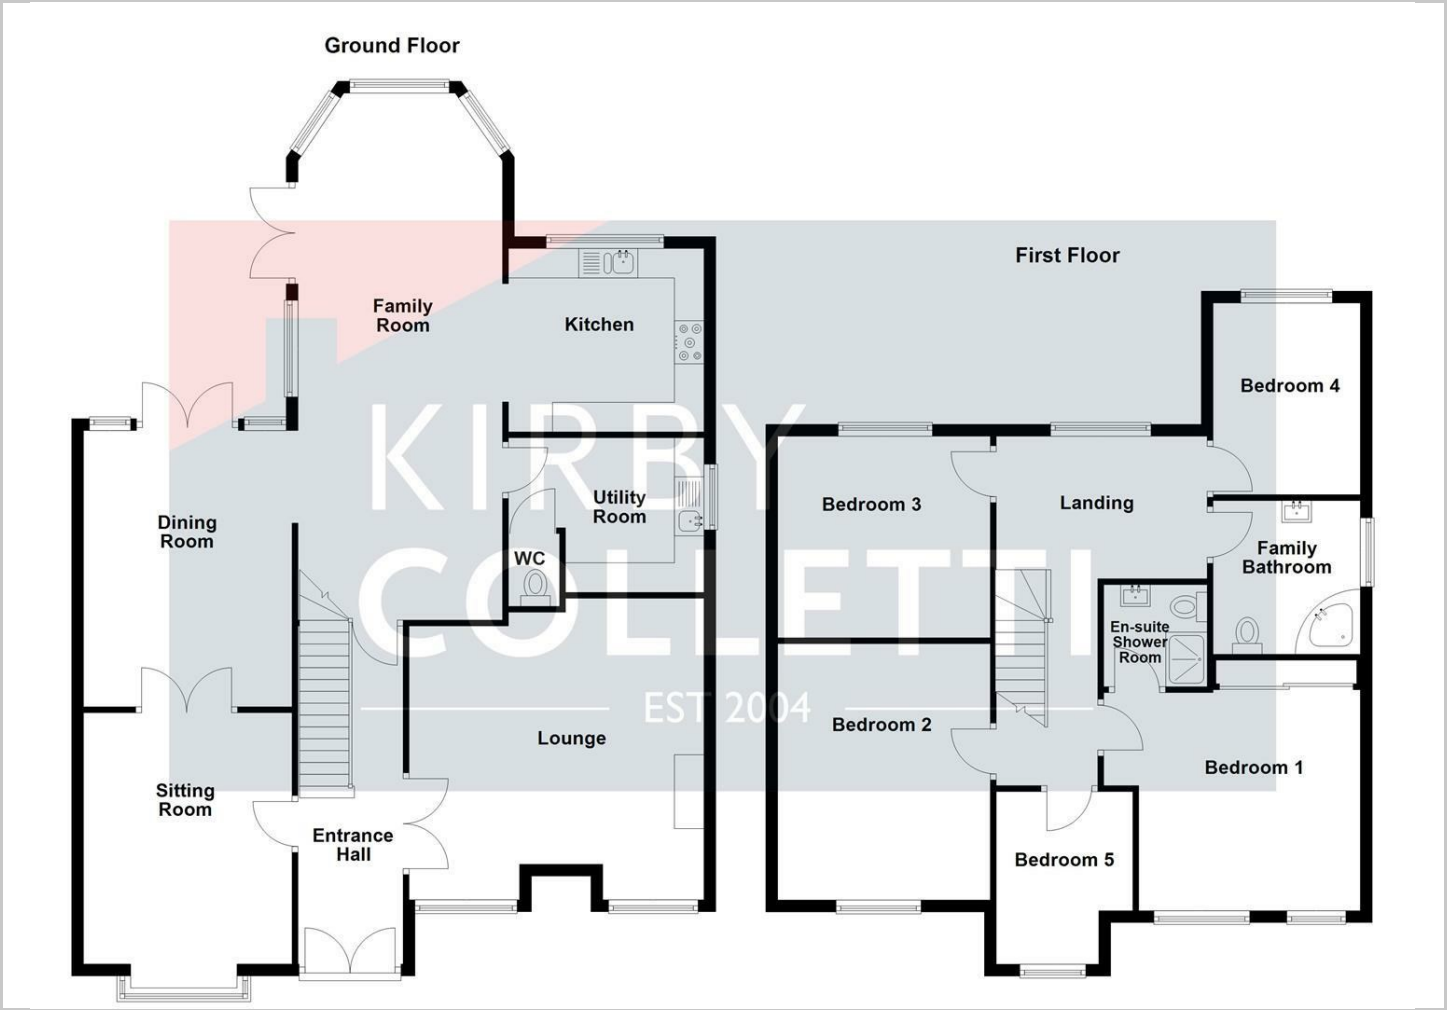 Ground Floor
First Floor
Family
Room
Kitchen
Bedroom 4
KIRBY
Bedroom 3
Landing
Dining
Room
Utility
Room
WC
Family
Bathroom
COLLETTI
En-suite
Shower
Room
EST 2004
Lounge
Bedroom 2
Bedroom 1
Sitting
Room
Entrance
Hall
Bedroom 5